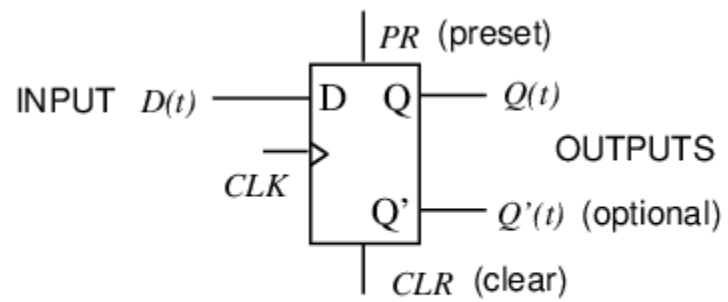 PR (preset)
INPUT D(t) D Q Q(t)
OUTPUTS
CLK
Q' Q'(t) (optional)
CLR (clear)